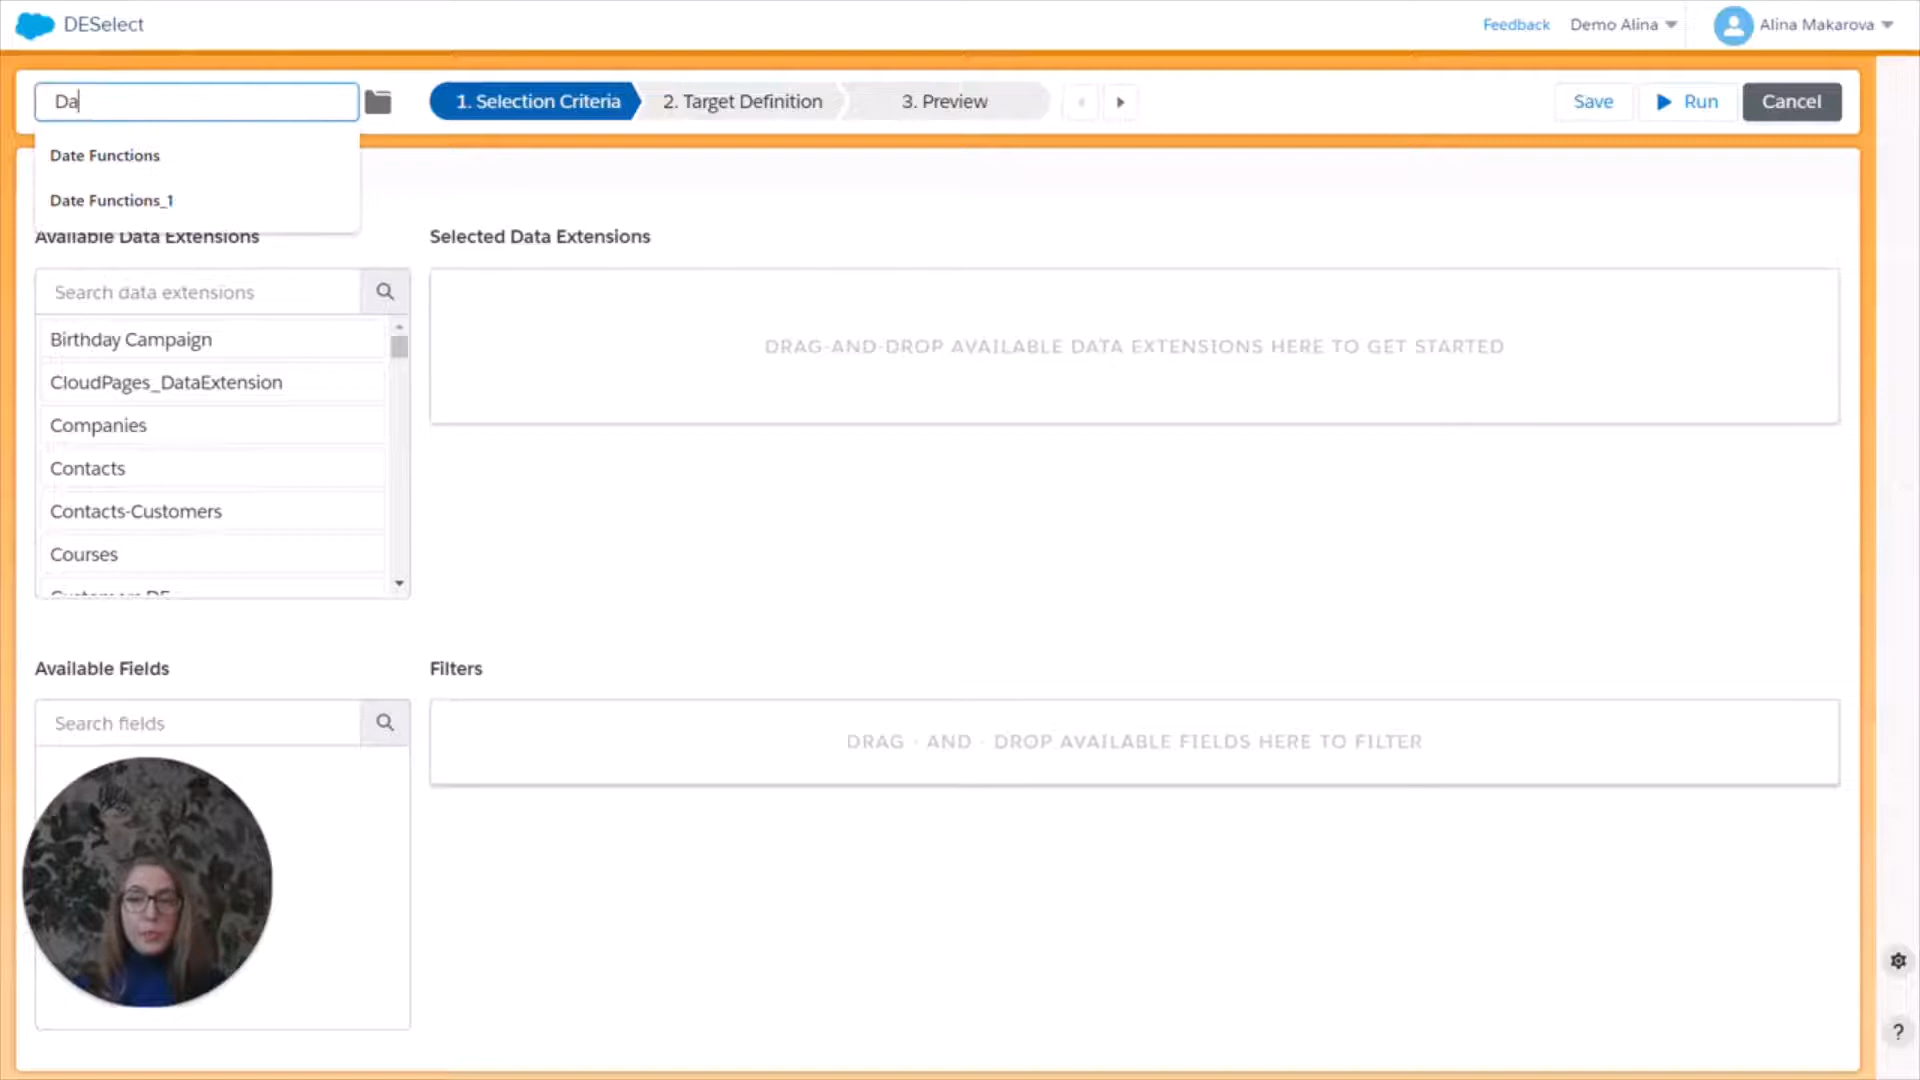 DESelect
Feedback
Demo Alina
Alina Makarova
Da
1. Selection Criteria
2. Target Definition
3. Preview
Save
Run
Cancel
Date Functions
Date Functions_1
Available Data Extensions
Selected Data Extensions
Search data extensions
Birthday Campaign
CloudPages_DataExtension
Companies
Contacts
Contacts-Customers
Courses
DRAG-AND-DROP AVAILABLE DATA EXTENSIONS HERE TO GET STARTED
Available Fields
Filters
Search fields
DRAG - AND - DROP AVAILABLE FIELDS HERE TO FILTER
?